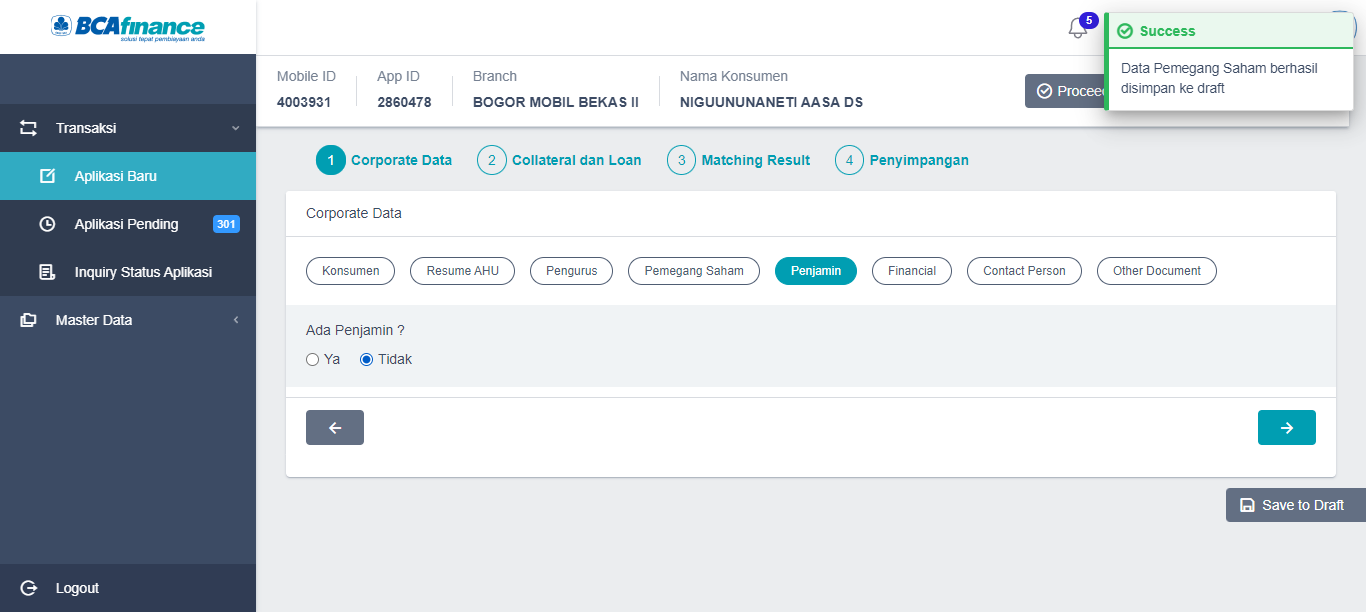 BCAfinance
solusi tepat pembiayaan anda
5
Success
Data Pemegang Saham berhasil
disimpan ke draft
Mobile ID
4003931
App ID
2860478
Branch
BOGOR MOBIL BEKAS II
Nama Konsumen
NIGUUNUNANETI AASA DS
Proceed
Transaksi
Aplikasi Baru
Aplikasi Pending
301
Inquiry Status Aplikasi
Master Data
Logout
1 Corporate Data
2 Collateral dan Loan
3 Matching Result
4 Penyimpangan
Corporate Data
Konsumen
Resume AHU
Pengurus
Pemegang Saham
Penjamin
Financial
Contact Person
Other Document
Ada Penjamin ?
Ya
Tidak
Save to Draft